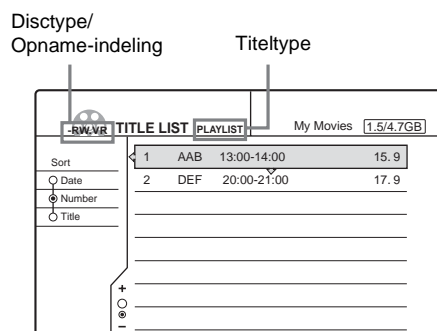 Disctype/
Opname-indeling
Titeltype
-RW:VR TITLE LIST PLAYLIST My Movies 1.5/4.7GB
Sort
Date
Number
Title
1 AAB 13:00-14:00 15. 9
2 DEF 20:00-21:00 17. 9
+
–